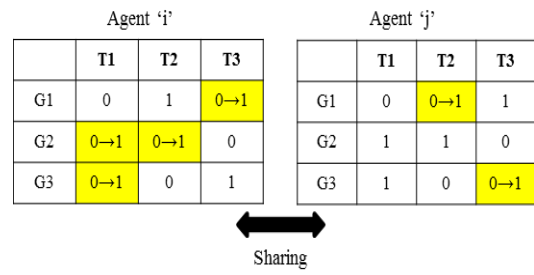 Agent ‘i’
T1 T2 T3
G1 0 1 0→1
G2 0→1 0→1 0
G3 0→1 0 1
Agent ‘j’
T1 T2 T3
G1 0 0→1 1
G2 1 1 0
G3 1 0 0→1
Sharing